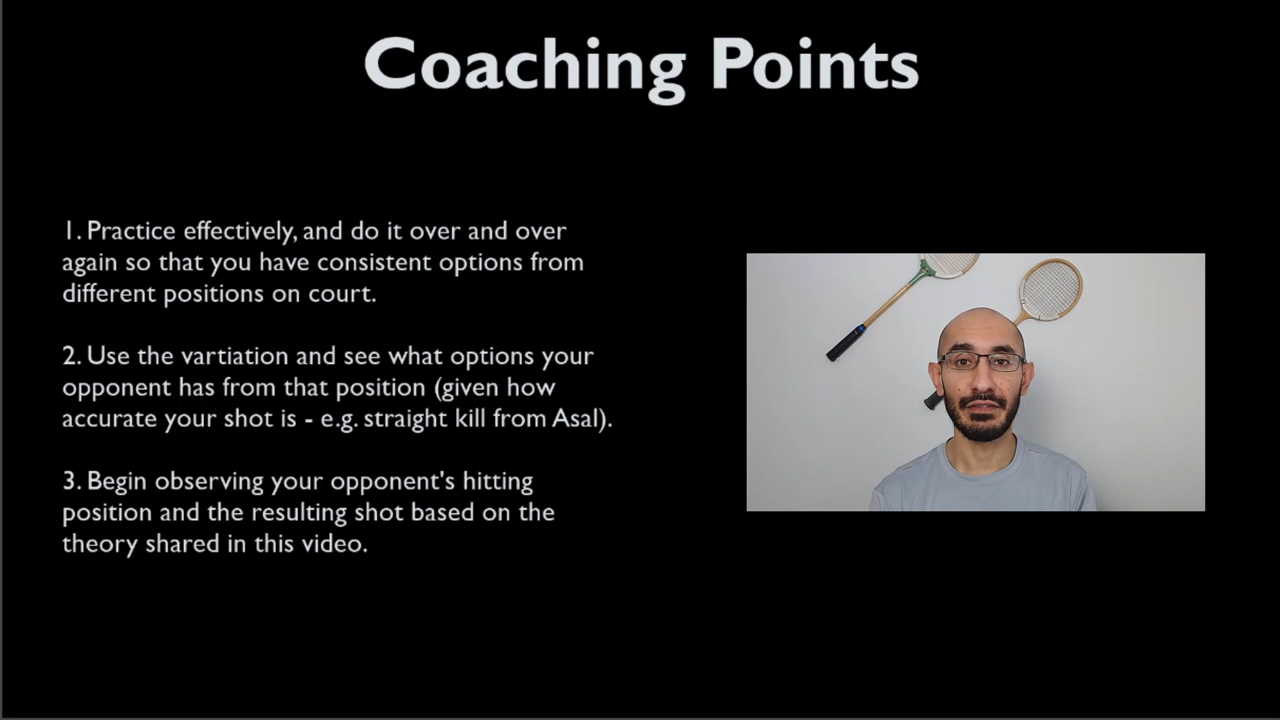 Coaching Points
1. Practice effectively, and do it over and over
again so that you have consistent options from
different positions on court.
2. Use the vartiation and see what options your
opponent has from that position (given how
accurate your shot is - e.g. straight kill from Asal).
3. Begin observing your opponent's hitting
position and the resulting shot based on the
theory shared in this video.